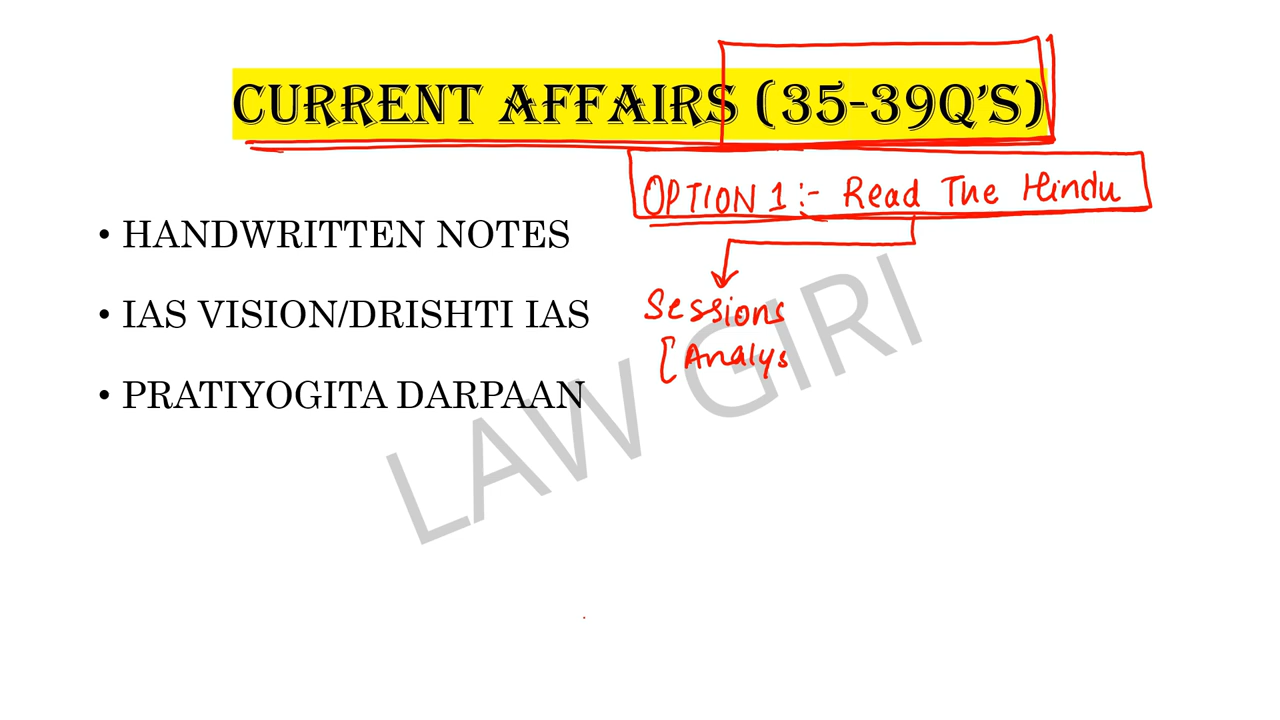 CURRENT AFFAIRS (35-39Q'S)
OPTION 1 :- Read The Hindu
• HANDWRITTEN NOTES
• IAS VISION/DRISHTI IAS
• PRATIYOGITA DARPAAN
Sessions
[Analys
LAW GIRI